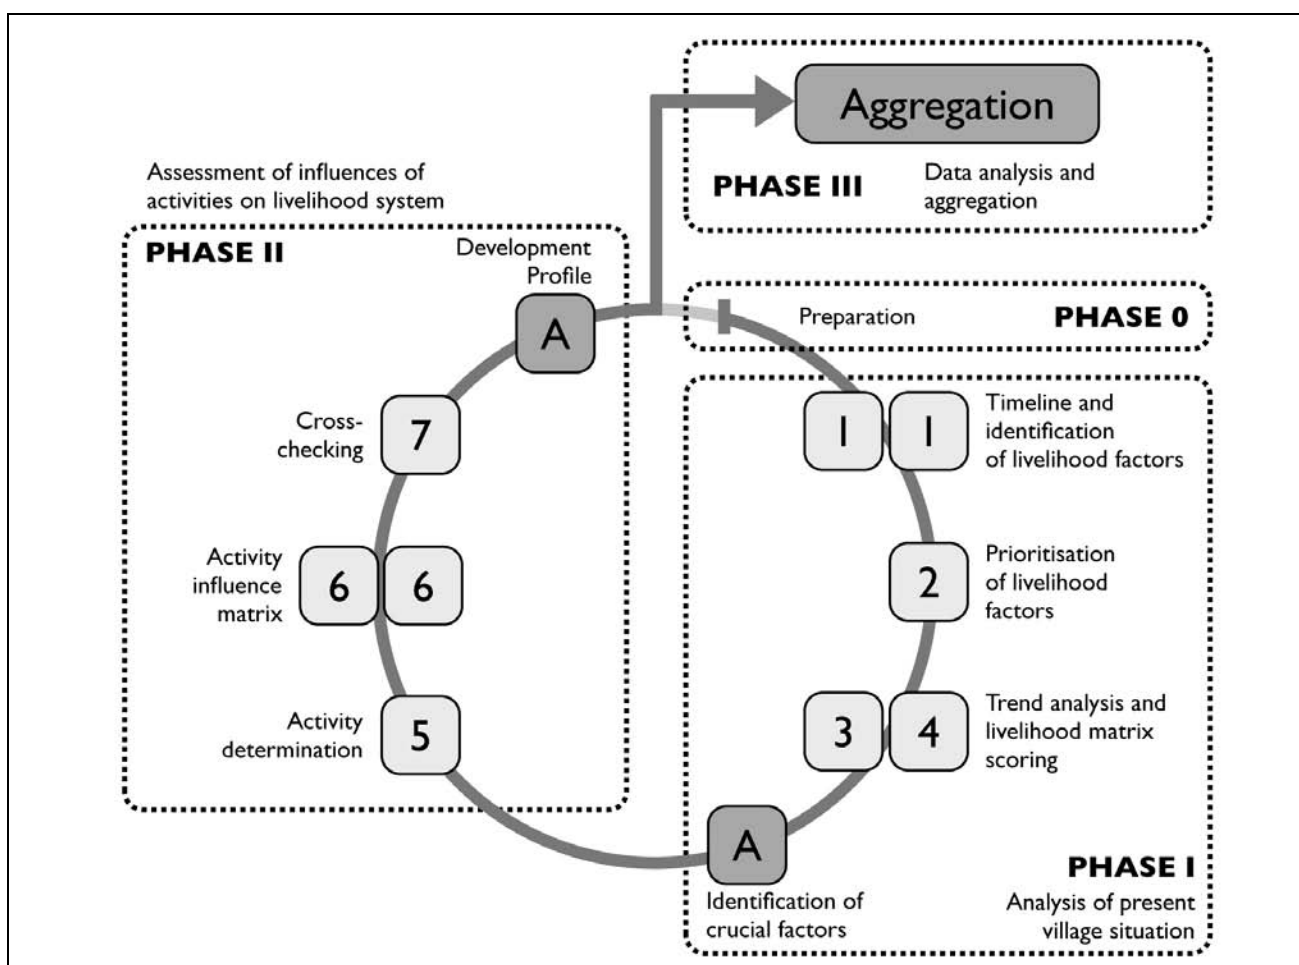 Aggregation
PHASE III
Data analysis and
aggregation
Assessment of influences of
activities on livelihood system
PHASE II
Development
Profile
A
Preparation
PHASE 0
Cross-
checking
7
1
1
Timeline and
identification
of livelihood factors
Activity
influence
matrix
6
6
2
Prioritisation
of livelihood
factors
Activity
determination
5
3
4
Trend analysis and
livelihood matrix
scoring
A
Identification of
crucial factors
PHASE I
Analysis of present
village situation